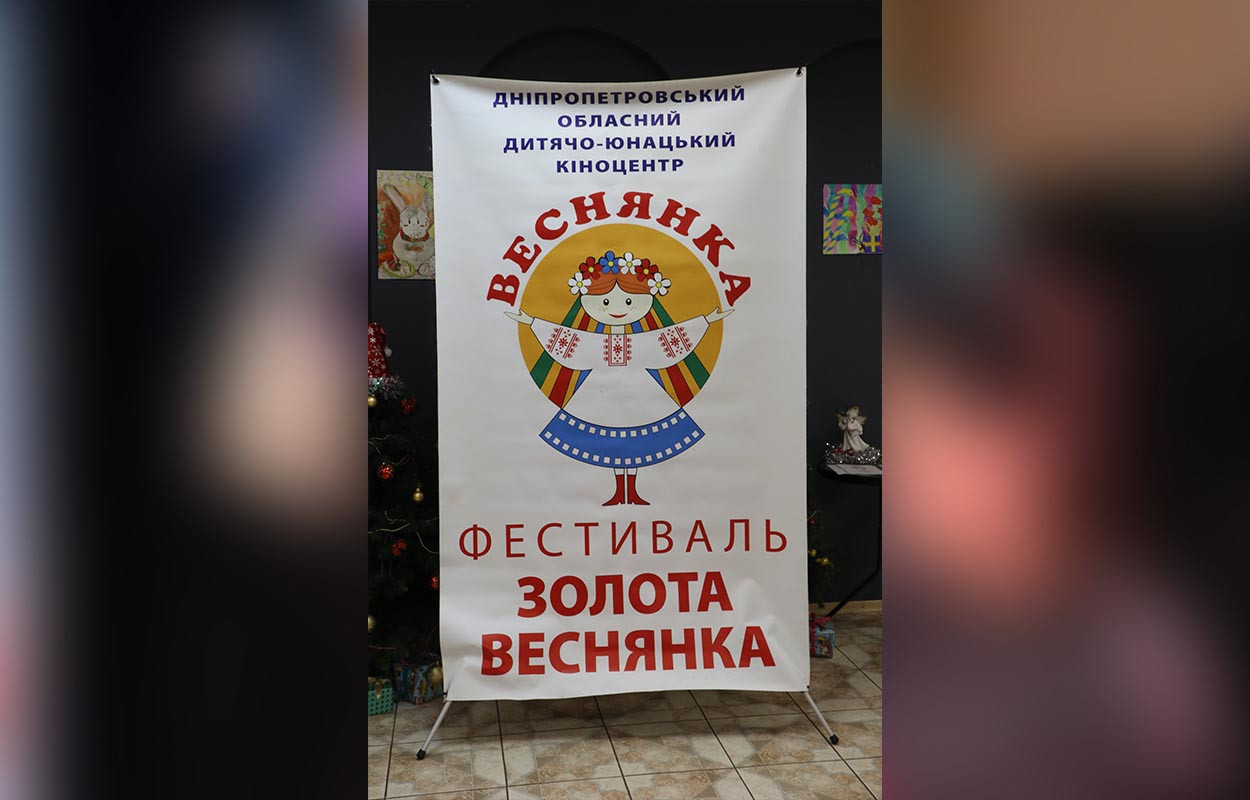 ДНІПРОПЕТРОВСЬКИЙ
ОБЛАСНИЙ
ДИТЯЧО-ЮНАЦЬКИЙ
КІНОЦЕНТР
ВЕСНЯНКА
ФЕСТИВАЛЬ
ЗОЛОТА
ВЕСНЯНКА